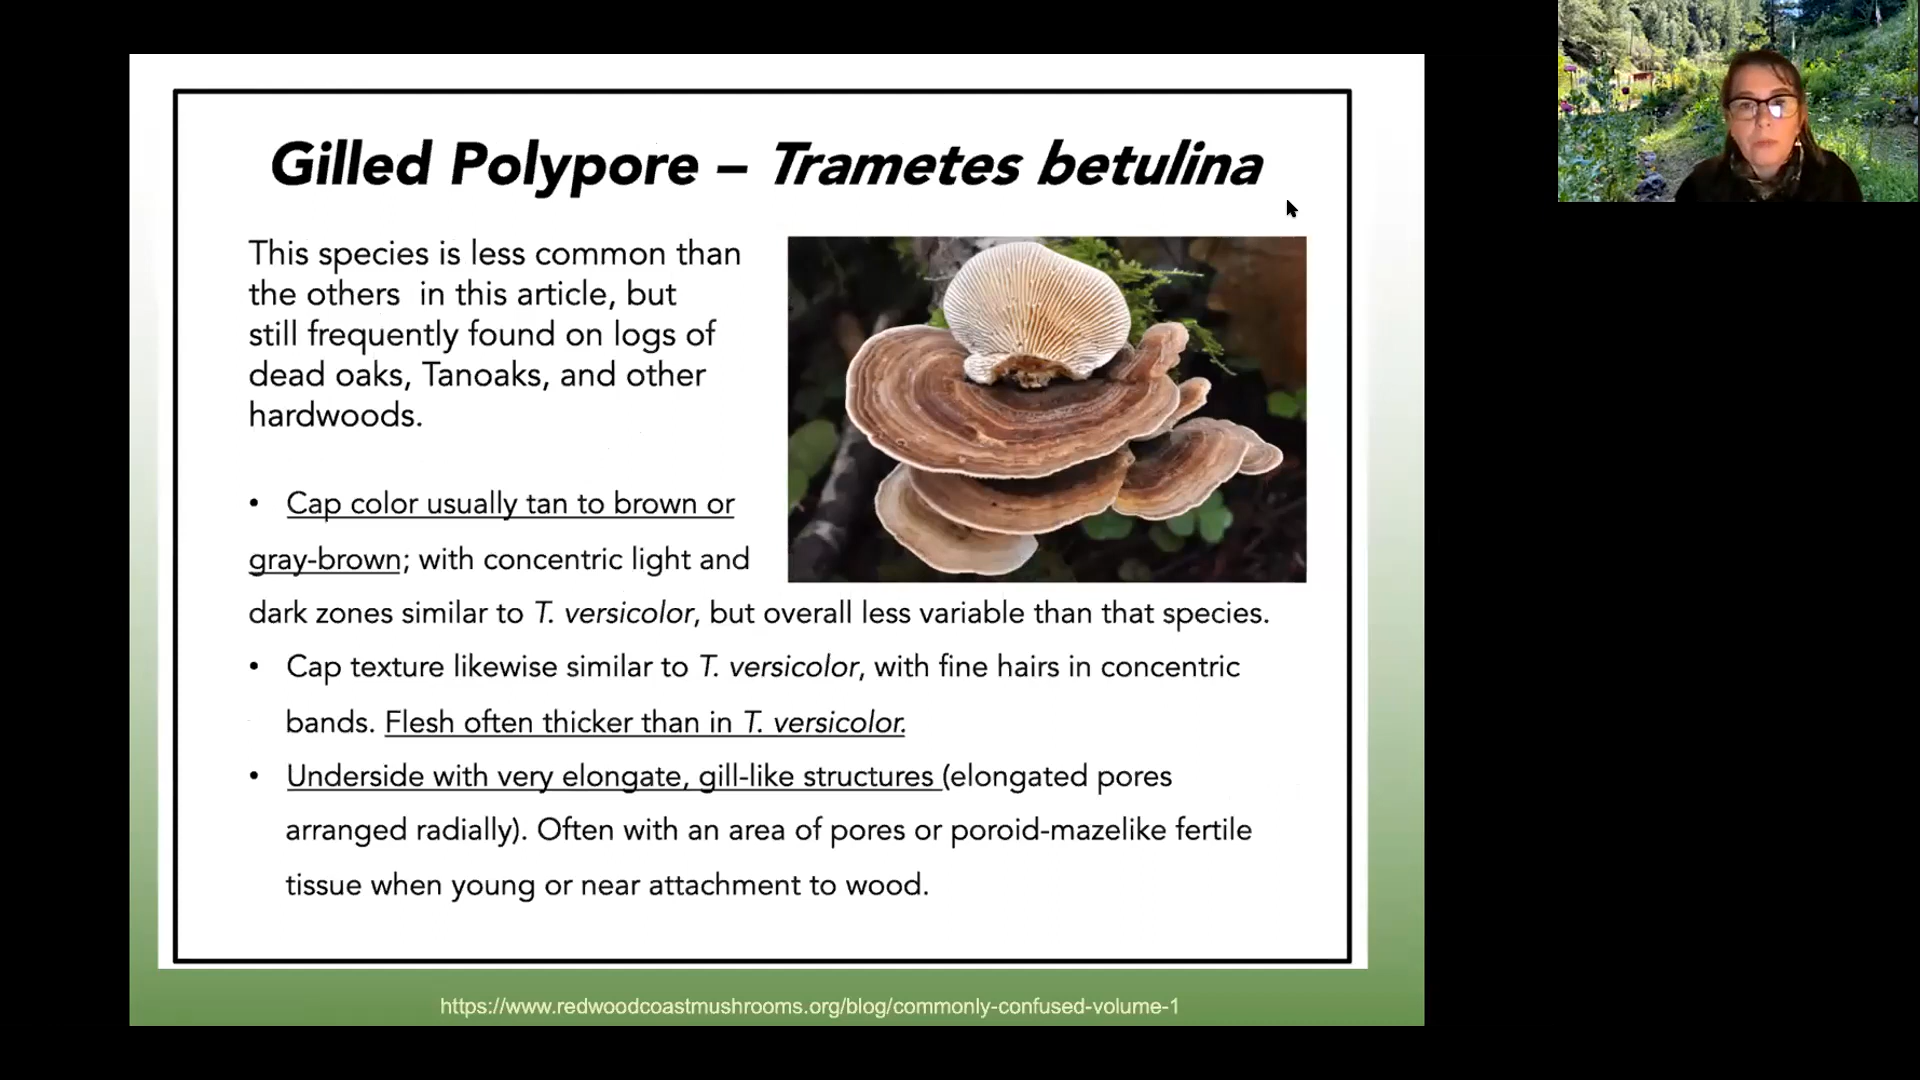 Gilled Polypore – Trametes betulina
This species is less common than
the others  in this article, but
still frequently found on logs of
dead oaks, Tanoaks, and other
hardwoods.
• Cap color usually tan to brown or
gray-brown; with concentric light and
dark zones similar to T. versicolor, but overall less variable than that species.
• Cap texture likewise similar to T. versicolor, with fine hairs in concentric
bands. Flesh often thicker than in T. versicolor.
• Underside with very elongate, gill-like structures (elongated pores
arranged radially). Often with an area of pores or poroid-mazelike fertile
tissue when young or near attachment to wood.
https://www.redwoodcoastmushrooms.org/blog/commonly-confused-volume-1